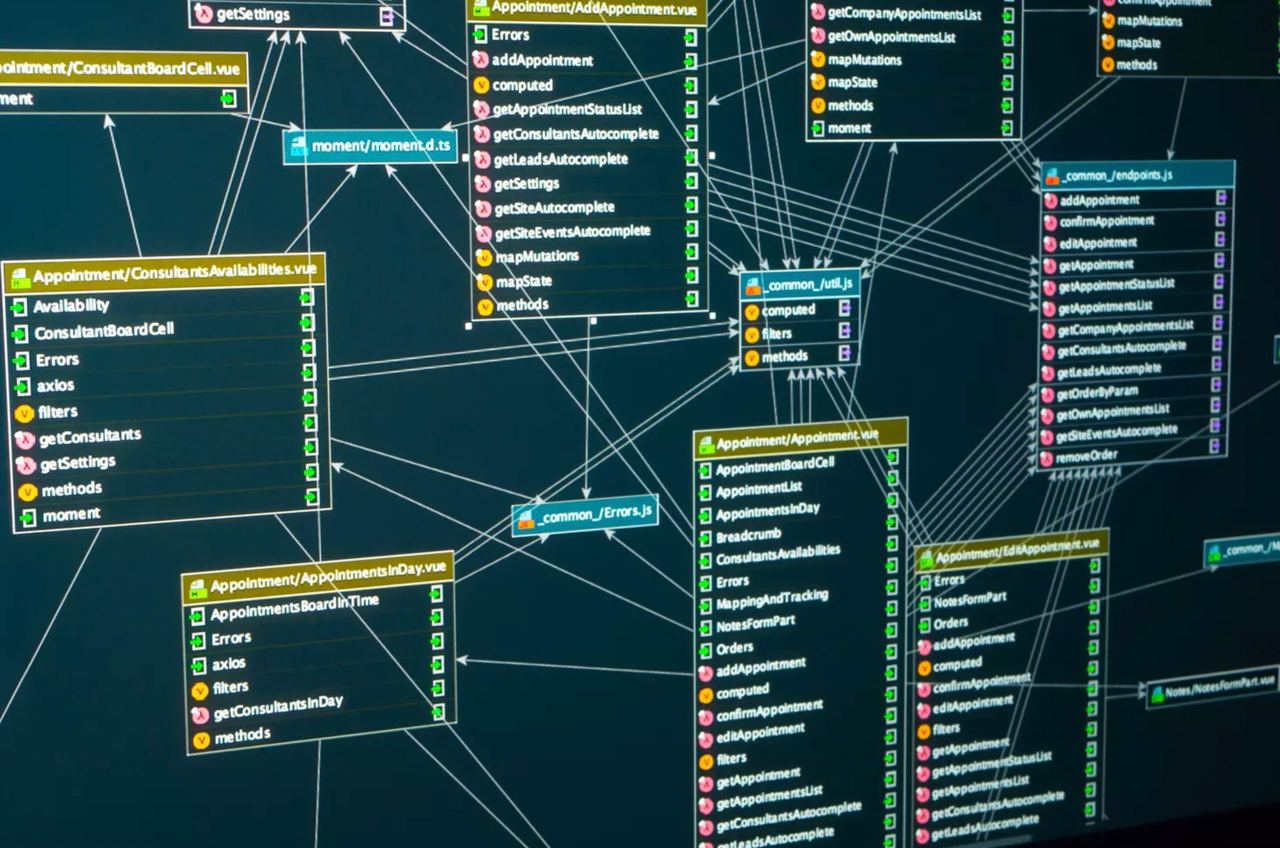 getSettings
ointment/ConsultantBoardCell.vue
ment
Appointment/AddAppointment.vue
Errors
addAppointment
computed
getAppointmentStatusList
getConsultantsAutocomplete
getLeadsAutocomplete
getSettings
getSiteAutocomplete
getSiteEventsAutocomplete
mapMutations
mapState
methods
getCompanyAppointmentsList
getOwnAppointmentsList
mapMutations
mapState
methods
moment
confirmAppointment
mapMutations
mapState
methods
moment/moment.d.ts
_common_/endpoints.js
addAppointment
confirmAppointment
editAppointment
getAppointment
getAppointmentStatusList
getAppointmentsList
getCompanyAppointmentsList
getConsultantsAutocomplete
getLeadsAutocomplete
getOrderByParam
getOwnAppointmentsList
getSiteEventsAutocomplete
removeOrder
Appointment/ConsultantsAvailabilities.vue
Availability
ConsultantBoardCell
Errors
axios
filters
getConsultants
getSettings
methods
moment
_common_/util.js
computed
filters
methods
_common_/Errors.js
Appointment/AppointmentsInDay.vue
AppointmentsBoardInTime
Errors
axios
filters
getConsultantsInDay
methods
Appointment/Appointment.vue
AppointmentBoardCell
AppointmentList
AppointmentsInDay
Breadcrumb
ConsultantsAvailabilities
Errors
MappingAndTracking
NotesFormPart
Orders
addAppointment
computed
confirmAppointment
editAppointment
filters
getAppointment
getAppointmentsList
getConsultantsAutocomplete
getLeadsAutocomplete
Appointment/EditAppointment.vue
Errors
NotesFormPart
Orders
addAppointment
computed
confirmAppointment
editAppointment
filters
getAppointment
getAppointmentStatusList
getAppointmentsList
getConsultantsAutocomplete
getLeadsAutocomplete
_common_/M
Notes/NotesFormPart.vue